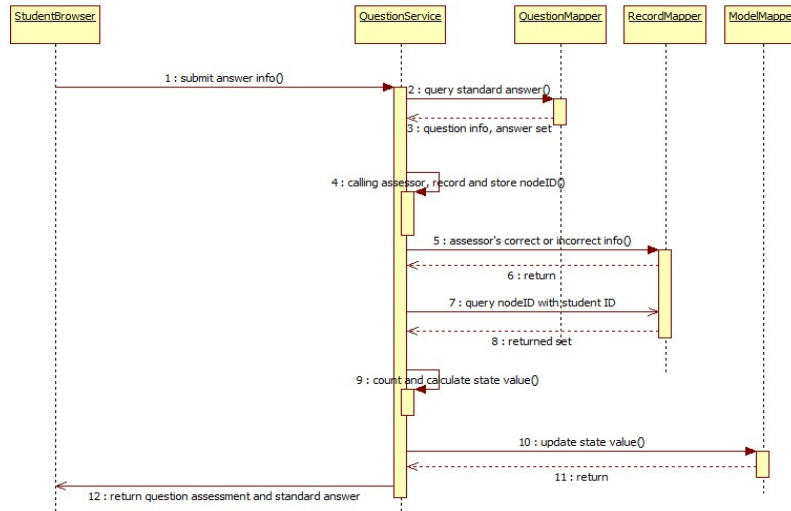 StudentBrowser
QuestionService
QuestionMapper
RecordMapper
ModelMapper
1 : submit answer info()
2 : query standard answer()
3 : question info, answer set
4 : calling assessor, record and store nodeID()
5 : assessor's correct or incorrect info()
6 : return
7 : query nodeID with student ID
8 : returned set
9 : count and calculate state value()
10 : update state value()
11 : return
12 : return question assessment and standard answer